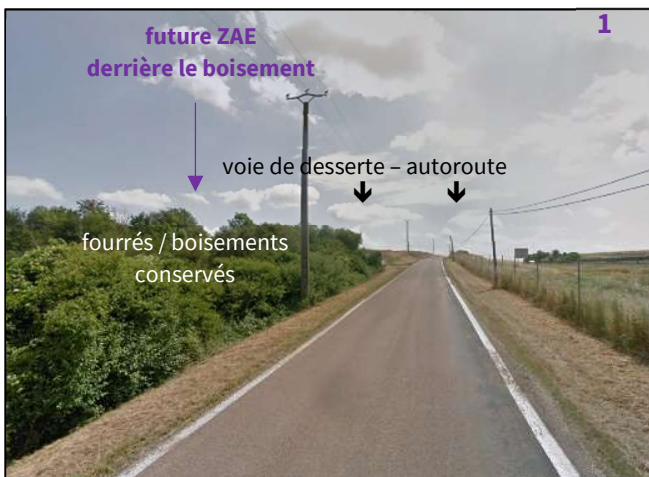 1
future ZAE
derrière le boisement
voie de desserte – autoroute
fourrés / boisements
conservés